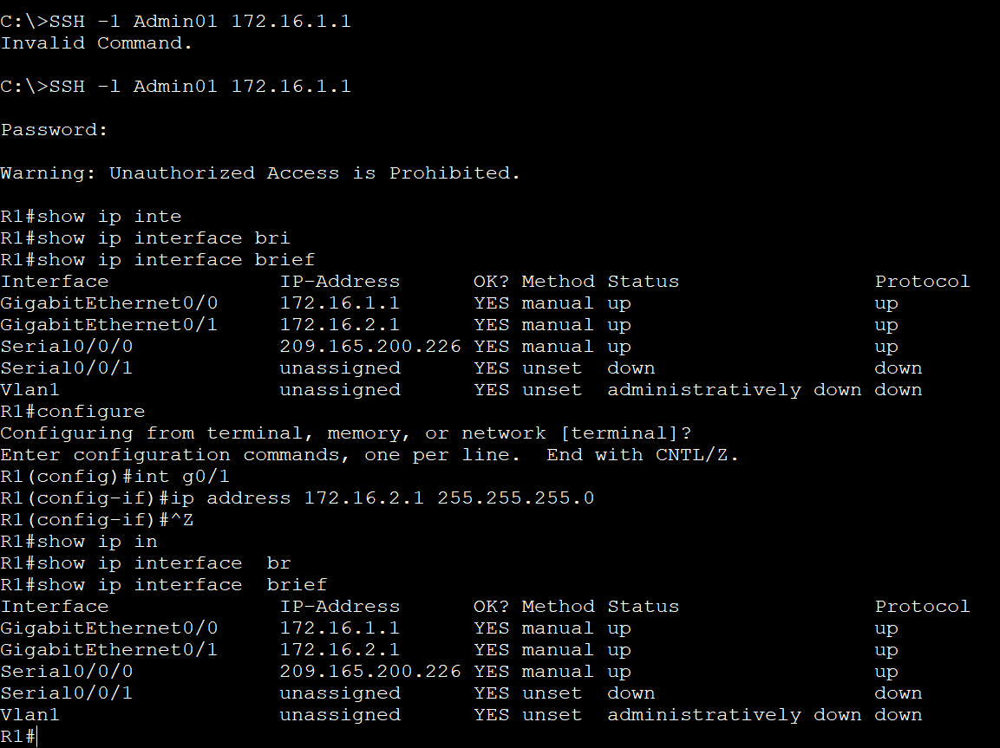 C:\>SSH -1 Admin01 172.16.1.1
Invalid Command.
C:\>SSH -l Admin01 172.16.1.1
Password:
Warning: Unauthorized Access is Prohibited.
R1#show ip inte
R1#show ip interface bri
R1#show ip interface brief
Interface              IP-Address      OK? Method Status                Protocol
GigabitEthernet0/0     172.16.1.1      YES manual up                    up
GigabitEthernet0/1     172.16.2.1      YES manual up                    up
Serial0/0/0            209.165.200.226 YES manual up                    up
Serial0/0/1            unassigned      YES unset  down                  down
Vlan1                  unassigned      YES unset  administratively down down
R1#configure
Configuring from terminal, memory, or network [terminal]?
Enter configuration commands, one per line.  End with CNTL/Z.
R1(config)#int g0/1
R1(config-if)#ip address 172.16.2.1 255.255.255.0
R1(config-if)#^Z
R1#show ip in
R1#show ip interface  br
R1#show ip interface  brief
Interface              IP-Address      OK? Method Status                Protocol
GigabitEthernet0/0     172.16.1.1      YES manual up                    up
GigabitEthernet0/1     172.16.2.1      YES manual up                    up
Serial0/0/0            209.165.200.226 YES manual up                    up
Serial0/0/1            unassigned      YES unset  down                  down
Vlan1                  unassigned      YES unset  administratively down down
R1#